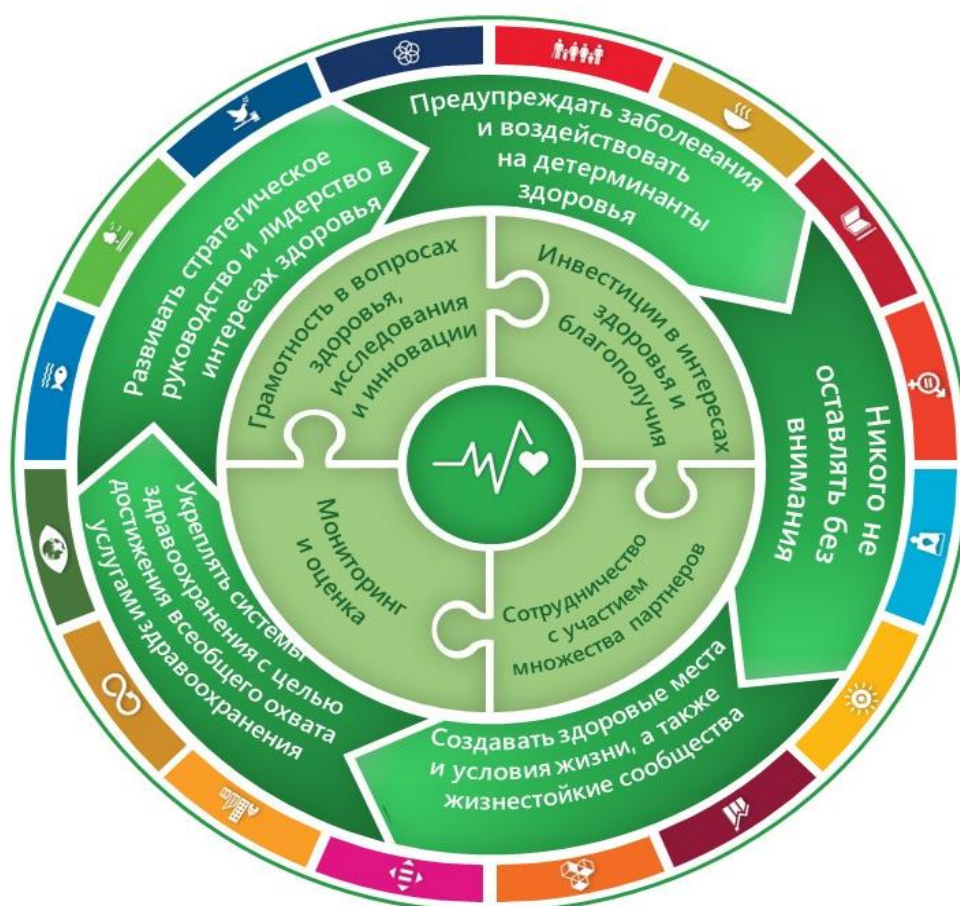 Предупреждать заболевания
и воздействовать
на детерминанты
здоровья
Никого не
оставлять без
внимания
Создавать здоровые места
и условия жизни, а также
жизнестойкие сообщества
Укреплять системы
здравоохранения с целью
достижения всеобщего охвата
услугами здравоохранения
Развивать стратегическое
руководство и лидерство в
интересах здоровья
Грамотность в вопросах
здоровья,
исследования
и инновации
Инвестиции в интересах
здоровья и
благополучия
Сотрудничество
с участием
множества партнеров
Мониторинг
и оценка